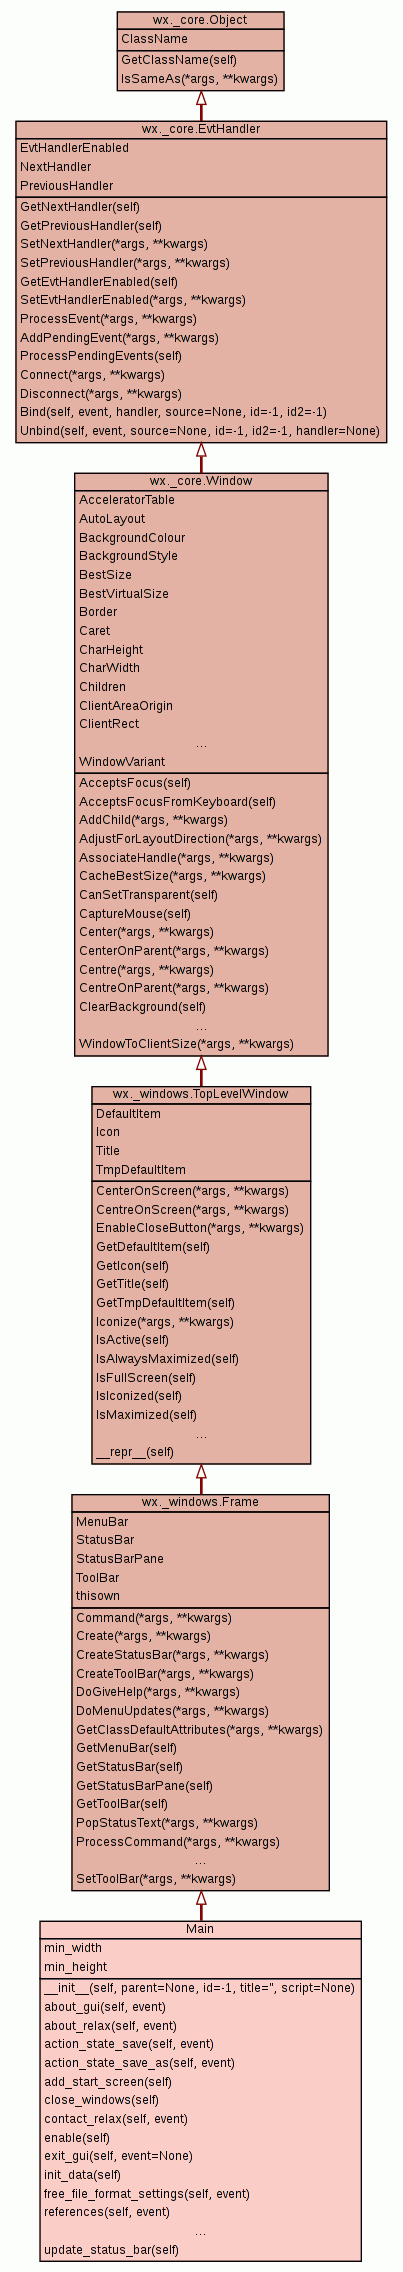 wx._core.Object
ClassName
GetClassName(self)
IsSameAs(*args, **kwargs)
wx._core.EvtHandler
EvtHandlerEnabled
NextHandler
PreviousHandler
GetNextHandler(self)
GetPreviousHandler(self)
SetNextHandler(*args, **kwargs)
SetPreviousHandler(*args, **kwargs)
GetEvtHandlerEnabled(self)
SetEvtHandlerEnabled(*args, **kwargs)
ProcessEvent(*args, **kwargs)
AddPendingEvent(*args, **kwargs)
ProcessPendingEvents(self)
Connect(*args, **kwargs)
Disconnect(*args, **kwargs)
Bind(self, event, handler, source=None, id=-1, id2=-1)
Unbind(self, event, source=None, id=-1, id2=-1, handler=None)
wx._core.Window
AcceleratorTable
AutoLayout
BackgroundColour
BackgroundStyle
BestSize
BestVirtualSize
Border
Caret
CharHeight
CharWidth
Children
ClientAreaOrigin
ClientRect
...
WindowVariant
AcceptsFocus(self)
AcceptsFocusFromKeyboard(self)
AddChild(*args, **kwargs)
AdjustForLayoutDirection(*args, **kwargs)
AssociateHandle(*args, **kwargs)
CacheBestSize(*args, **kwargs)
CanSetTransparent(self)
CaptureMouse(self)
Center(*args, **kwargs)
CenterOnParent(*args, **kwargs)
Centre(*args, **kwargs)
CentreOnParent(*args, **kwargs)
ClearBackground(self)
...
WindowToClientSize(*args, **kwargs)
wx._windows.TopLevelWindow
DefaultItem
Icon
Title
TmpDefaultItem
CenterOnScreen(*args, **kwargs)
CentreOnScreen(*args, **kwargs)
EnableCloseButton(*args, **kwargs)
GetDefaultItem(self)
GetIcon(self)
GetTitle(self)
GetTmpDefaultItem(self)
Iconize(*args, **kwargs)
IsActive(self)
IsAlwaysMaximized(self)
IsFullScreen(self)
IsIconized(self)
IsMaximized(self)
...
__repr__(self)
wx._windows.Frame
MenuBar
StatusBar
StatusBarPane
ToolBar
thisown
Command(*args, **kwargs)
Create(*args, **kwargs)
CreateStatusBar(*args, **kwargs)
CreateToolBar(*args, **kwargs)
DoGiveHelp(*args, **kwargs)
DoMenuUpdates(*args, **kwargs)
GetClassDefaultAttributes(*args, **kwargs)
GetMenuBar(self)
GetStatusBar(self)
GetStatusBarPane(self)
GetToolBar(self)
PopStatusText(*args, **kwargs)
ProcessCommand(*args, **kwargs)
...
SetToolBar(*args, **kwargs)
Main
min_width
min_height
__init__(self, parent=None, id=-1, title='', script=None)
about_gui(self, event)
about_relax(self, event)
action_state_save(self, event)
action_state_save_as(self, event)
add_start_screen(self)
close_windows(self)
contact_relax(self, event)
enable(self)
exit_gui(self, event=None)
init_data(self)
free_file_format_settings(self, event)
references(self, event)
...
update_status_bar(self)